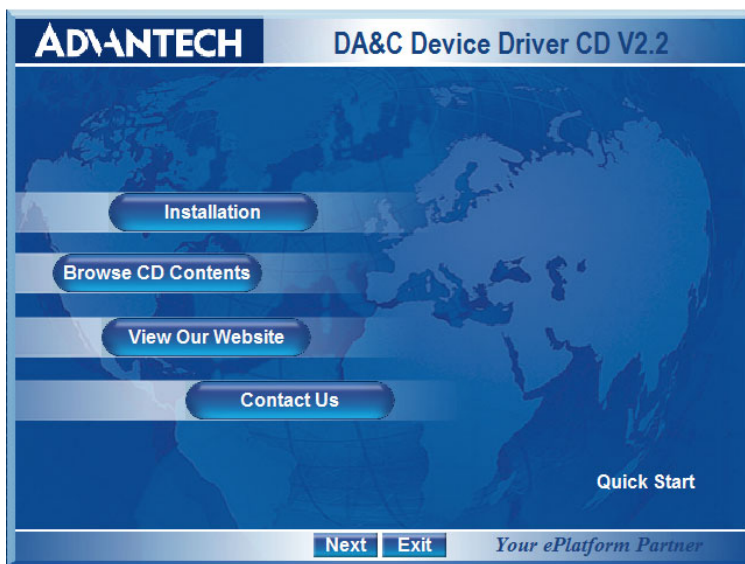 ADVANTECH DA&C Device Driver CD V2.2
Installation
Browse CD Contents
View Our Website
Contact Us
Quick Start
Next Exit Your ePlatform Partner